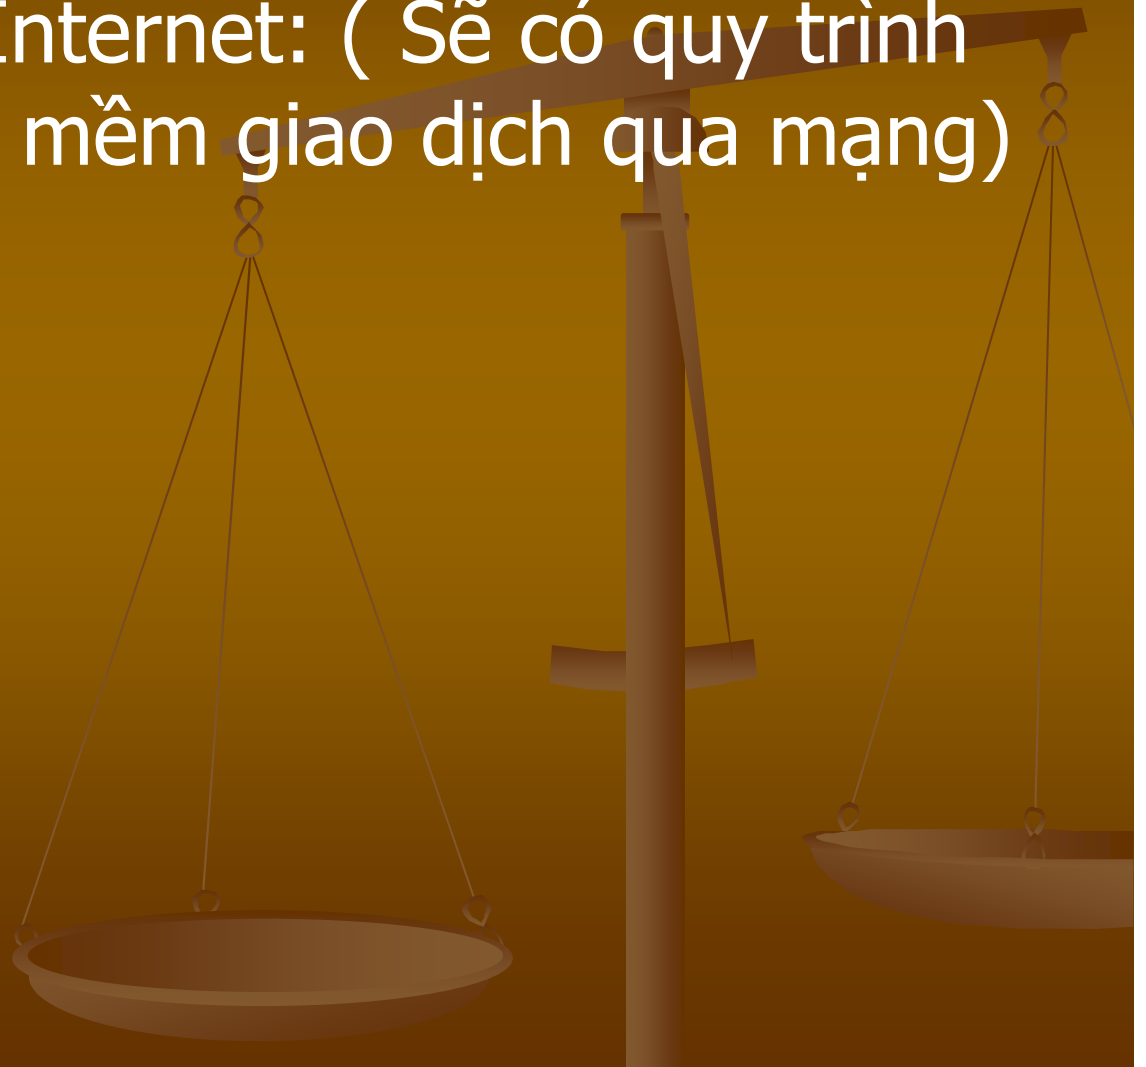 Internet: ( Sẽ có quy trình
mềm giao dịch qua mạng)